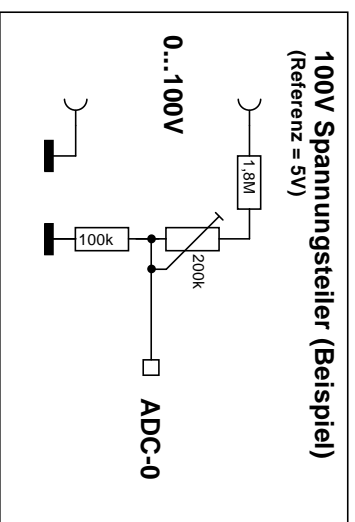 100V Spannungsteiler (Beispiel)
(Referenz = 5V)
1,8M
0...100V
200k
100k
ADC-0